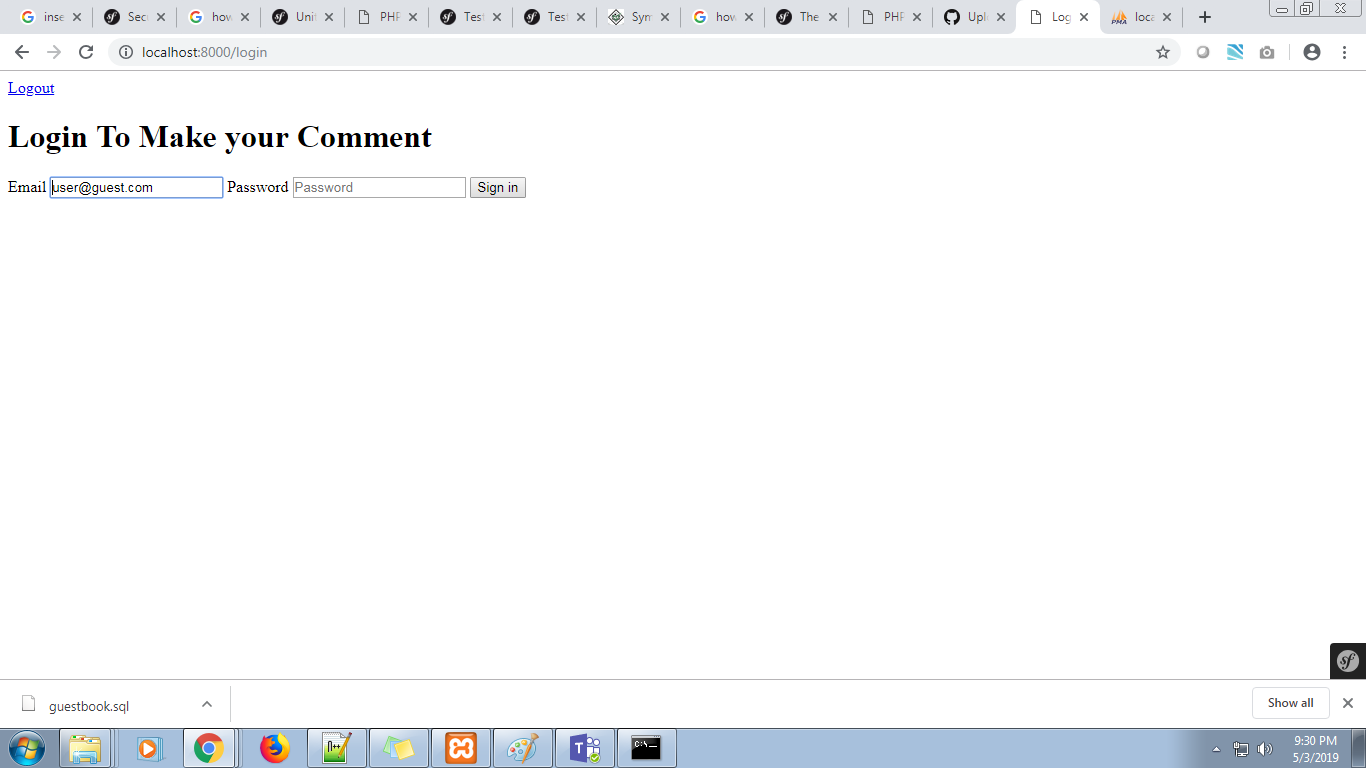 inse Secu how Unit PHP Test Test Sym how The PHP Uplo Log loca
localhost:8000/login
Logout
Login To Make your Comment
Email user@guest.com Password Password Sign in
guestbook.sql Show all
9:30 PM
5/3/2019